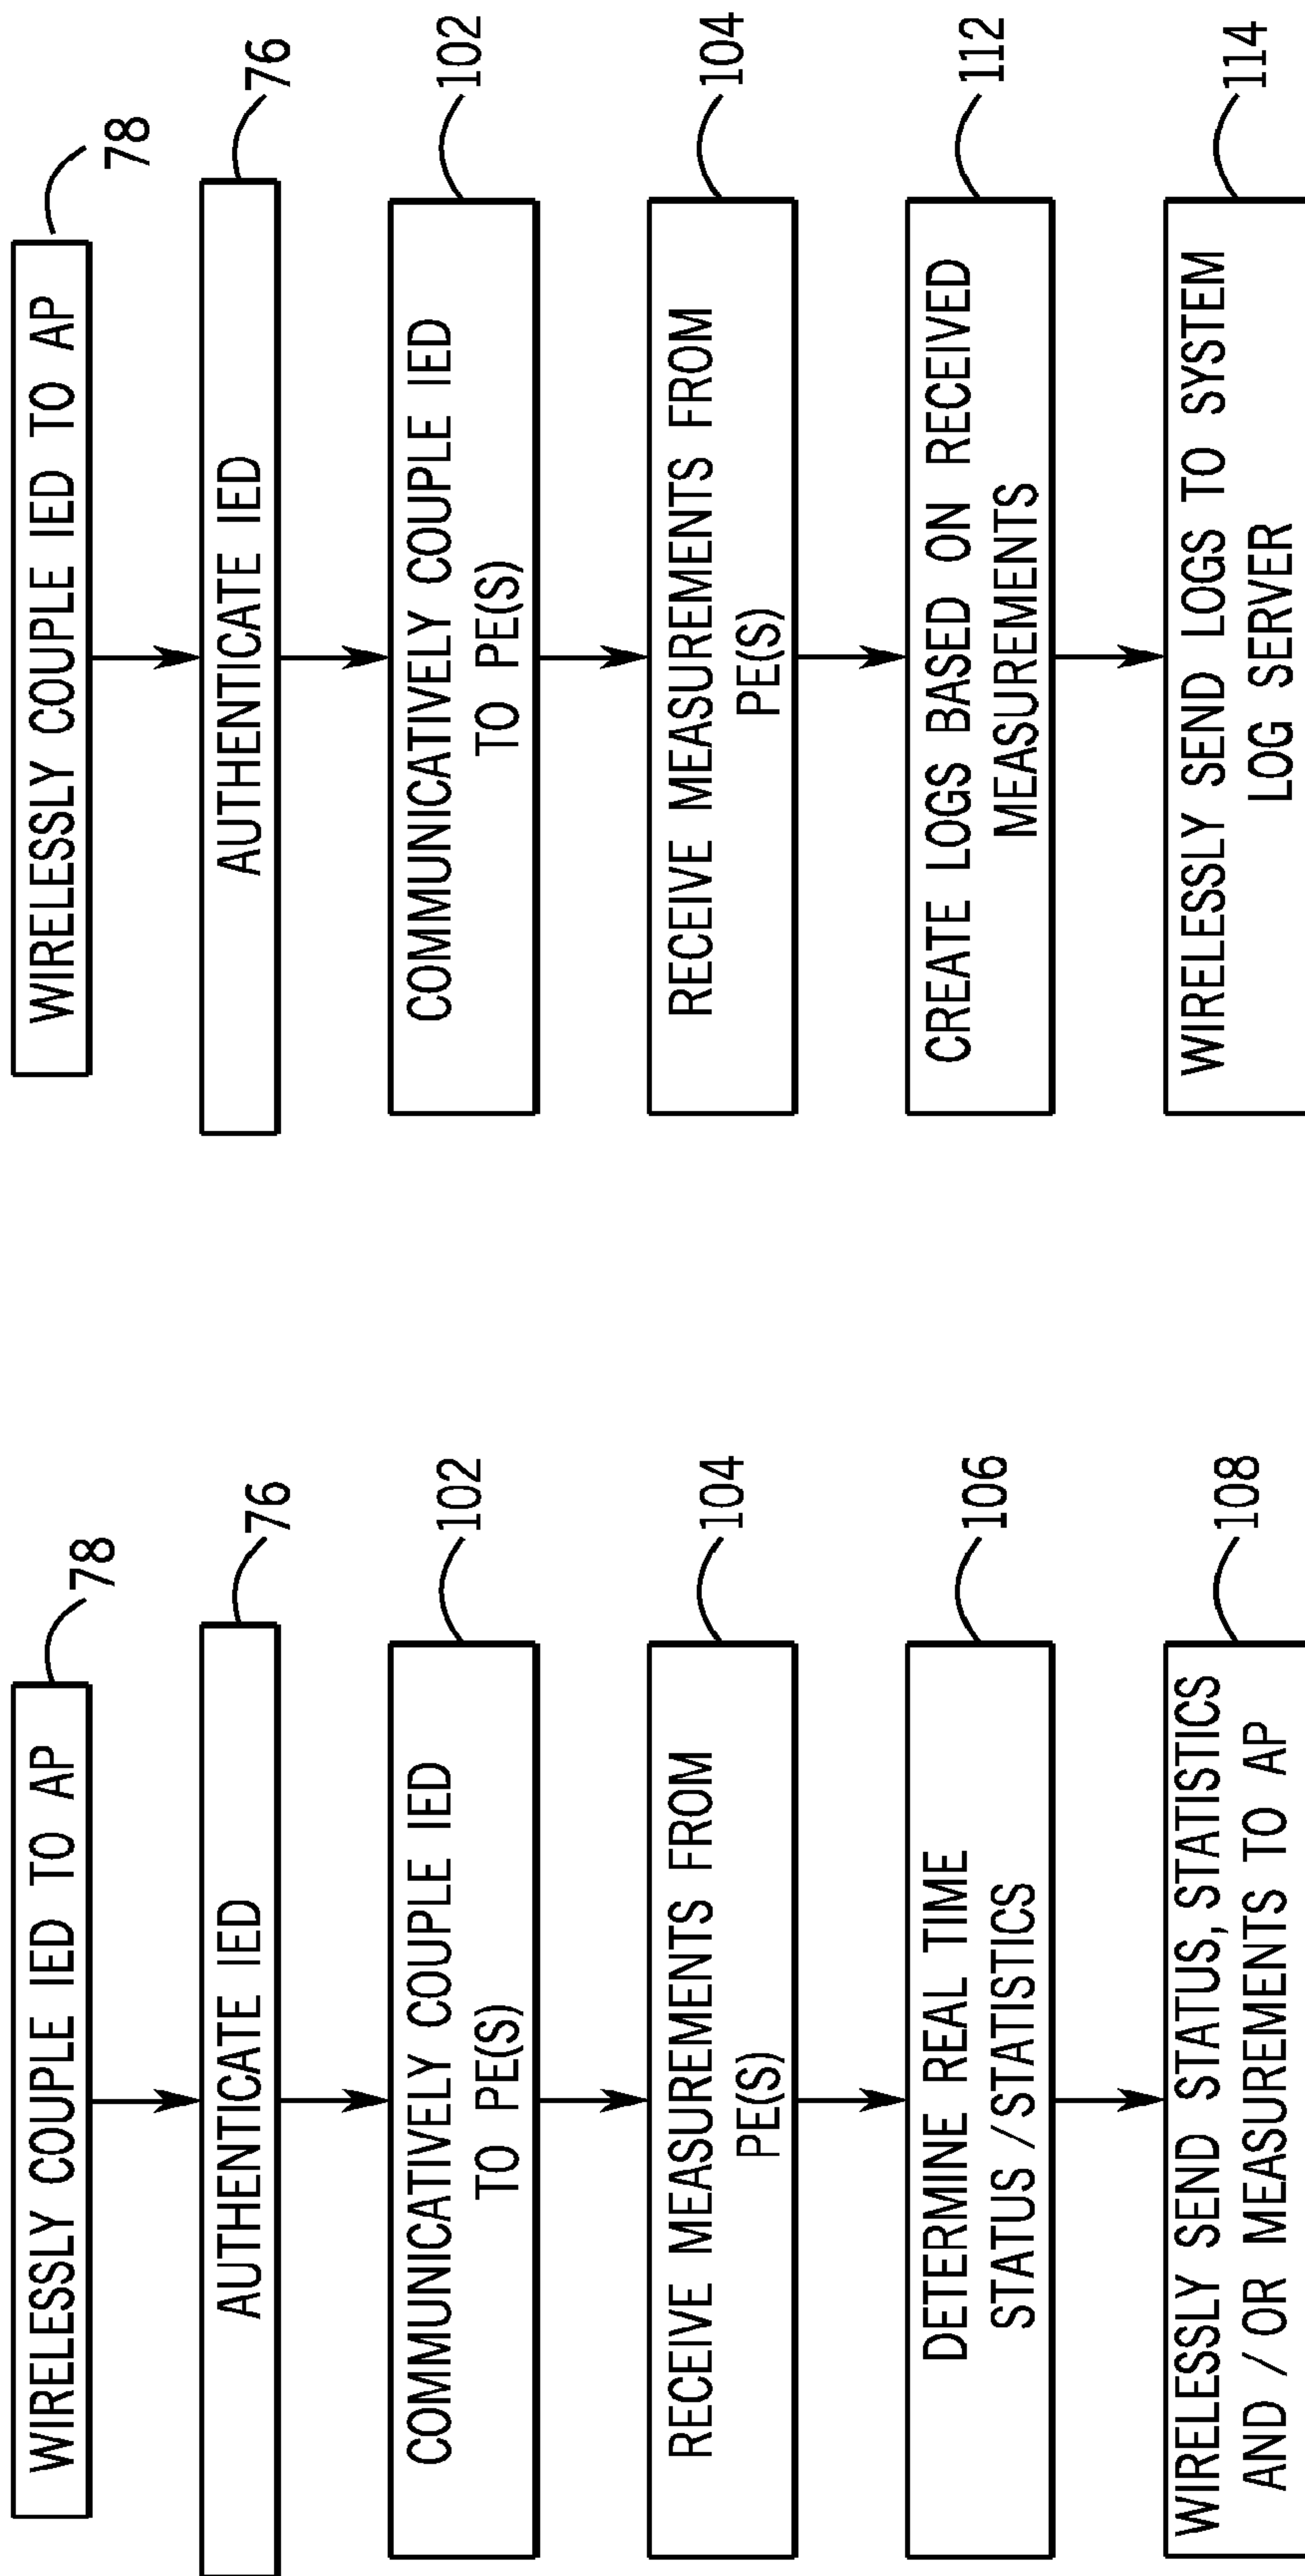 WIRELESSLY COUPLE IED TO AP
78
AUTHENTICATE IED
76
COMMUNICATIVELY COUPLE IED
TO PE(S)
102
RECEIVE MEASUREMENTS FROM
PE(S)
104
DETERMINE REAL TIME
STATUS / STATISTICS
106
WIRELESSLY SEND STATUS, STATISTICS
AND / OR MEASUREMENTS TO AP
108
WIRELESSLY COUPLE IED TO AP
78
AUTHENTICATE IED
76
COMMUNICATIVELY COUPLE IED
TO PE(S)
102
RECEIVE MEASUREMENTS FROM
PE(S)
104
CREATE LOGS BASED ON RECEIVED
MEASUREMENTS
112
WIRELESSLY SEND LOGS TO SYSTEM
LOG SERVER
114